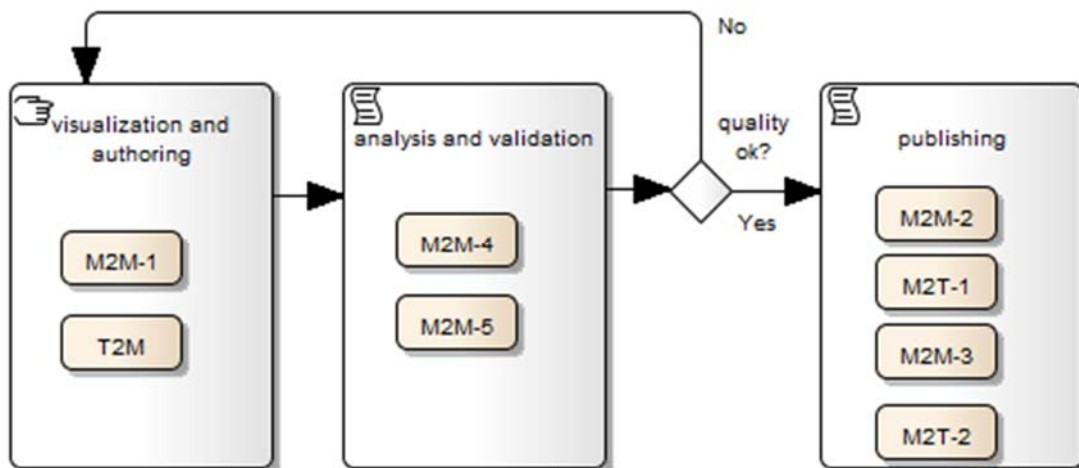 No
visualization and
authoring
M2M-1
T2M
analysis and validation
M2M-4
M2M-5
quality
ok?
Yes
publishing
M2M-2
M2T-1
M2M-3
M2T-2